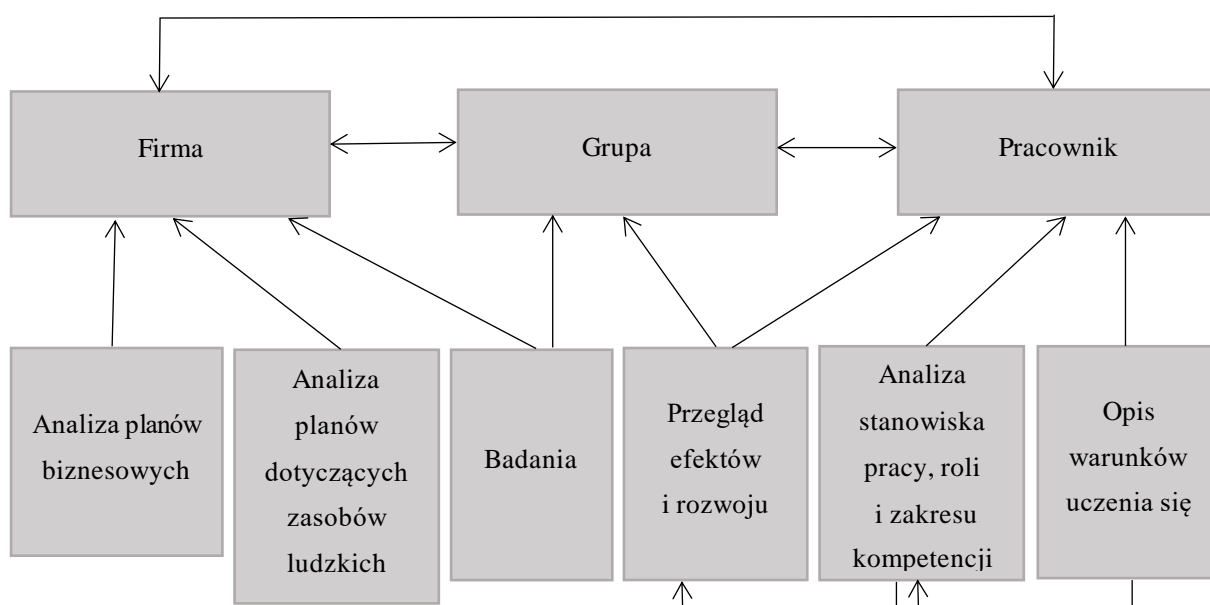 Firma
Grupa
Pracownik
Analiza planów
biznesowych
Analiza
planów
dotyczących
zasobów
ludzkich
Badania
Przegląd
efektów
i rozwoju
Analiza
stanowiska
pracy, roli
i zakresu
kompetencji
Opis
warunków
uczenia się